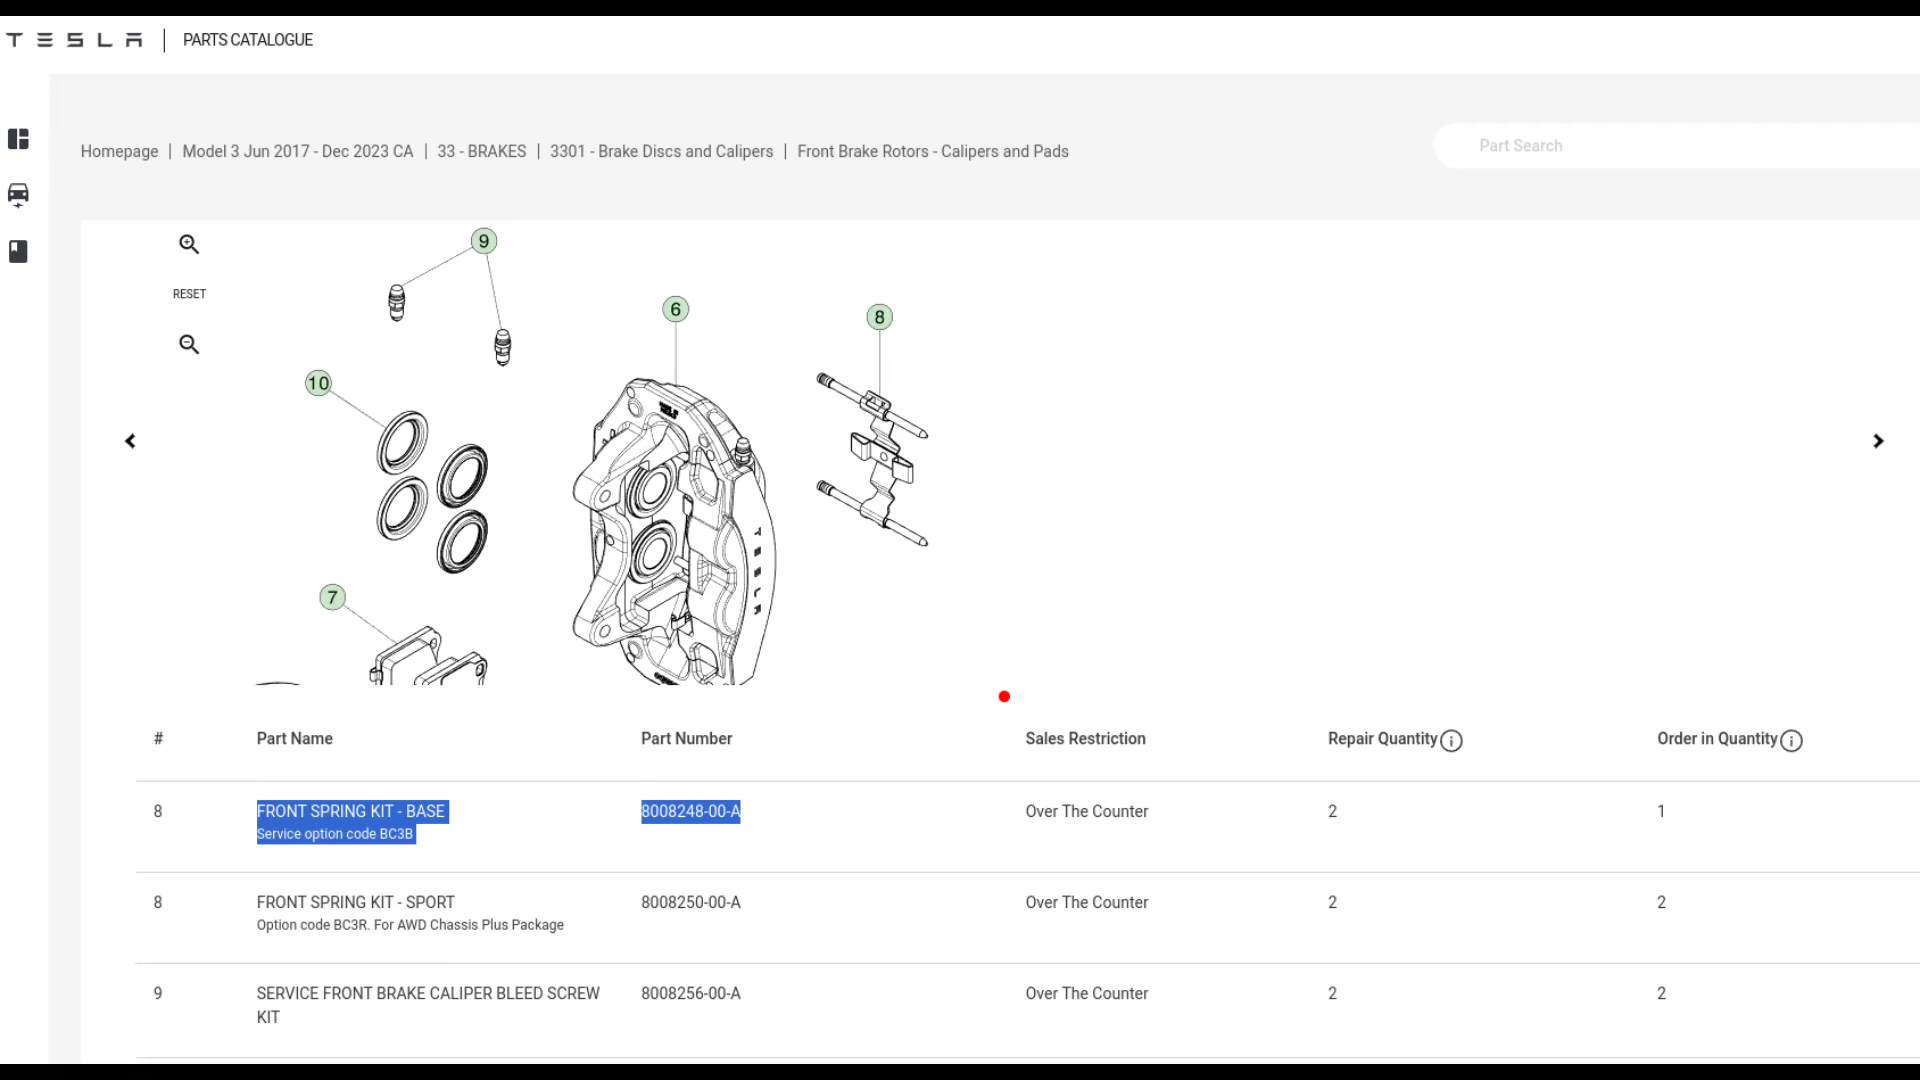 TESLA | PARTS CATALOGUE
Homepage | Model 3 Jun 2017 - Dec 2023 CA | 33 - BRAKES | 3301 - Brake Discs and Calipers | Front Brake Rotors - Calipers and Pads
Part Search
9
RESET
6
8
10
TESLA
7
# Part Name Part Number Sales Restriction Repair Quantity Order in Quantity
8 FRONT SPRING KIT - BASE 8008248-00-A Over The Counter 2 1
Service option code BC3B
8 FRONT SPRING KIT - SPORT 8008250-00-A Over The Counter 2 2
Option code BC3R. For AWD Chassis Plus Package
9 SERVICE FRONT BRAKE CALIPER BLEED SCREW 8008256-00-A Over The Counter 2 2
KIT